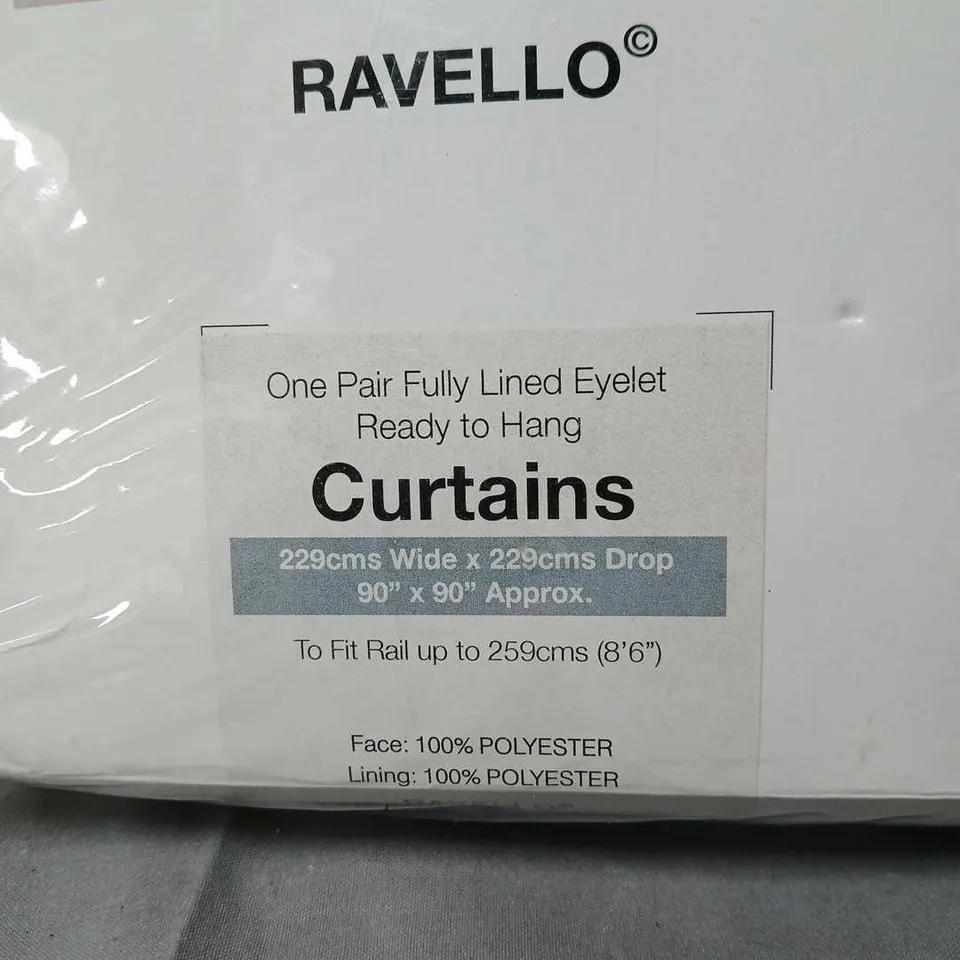 RAVELLO©
One Pair Fully Lined Eyelet
Ready to Hang
Curtains
229cms Wide x 229cms Drop
90” x 90” Approx.
To Fit Rail up to 259cms (8’6”)
Face: 100% POLYESTER
Lining: 100% POLYESTER